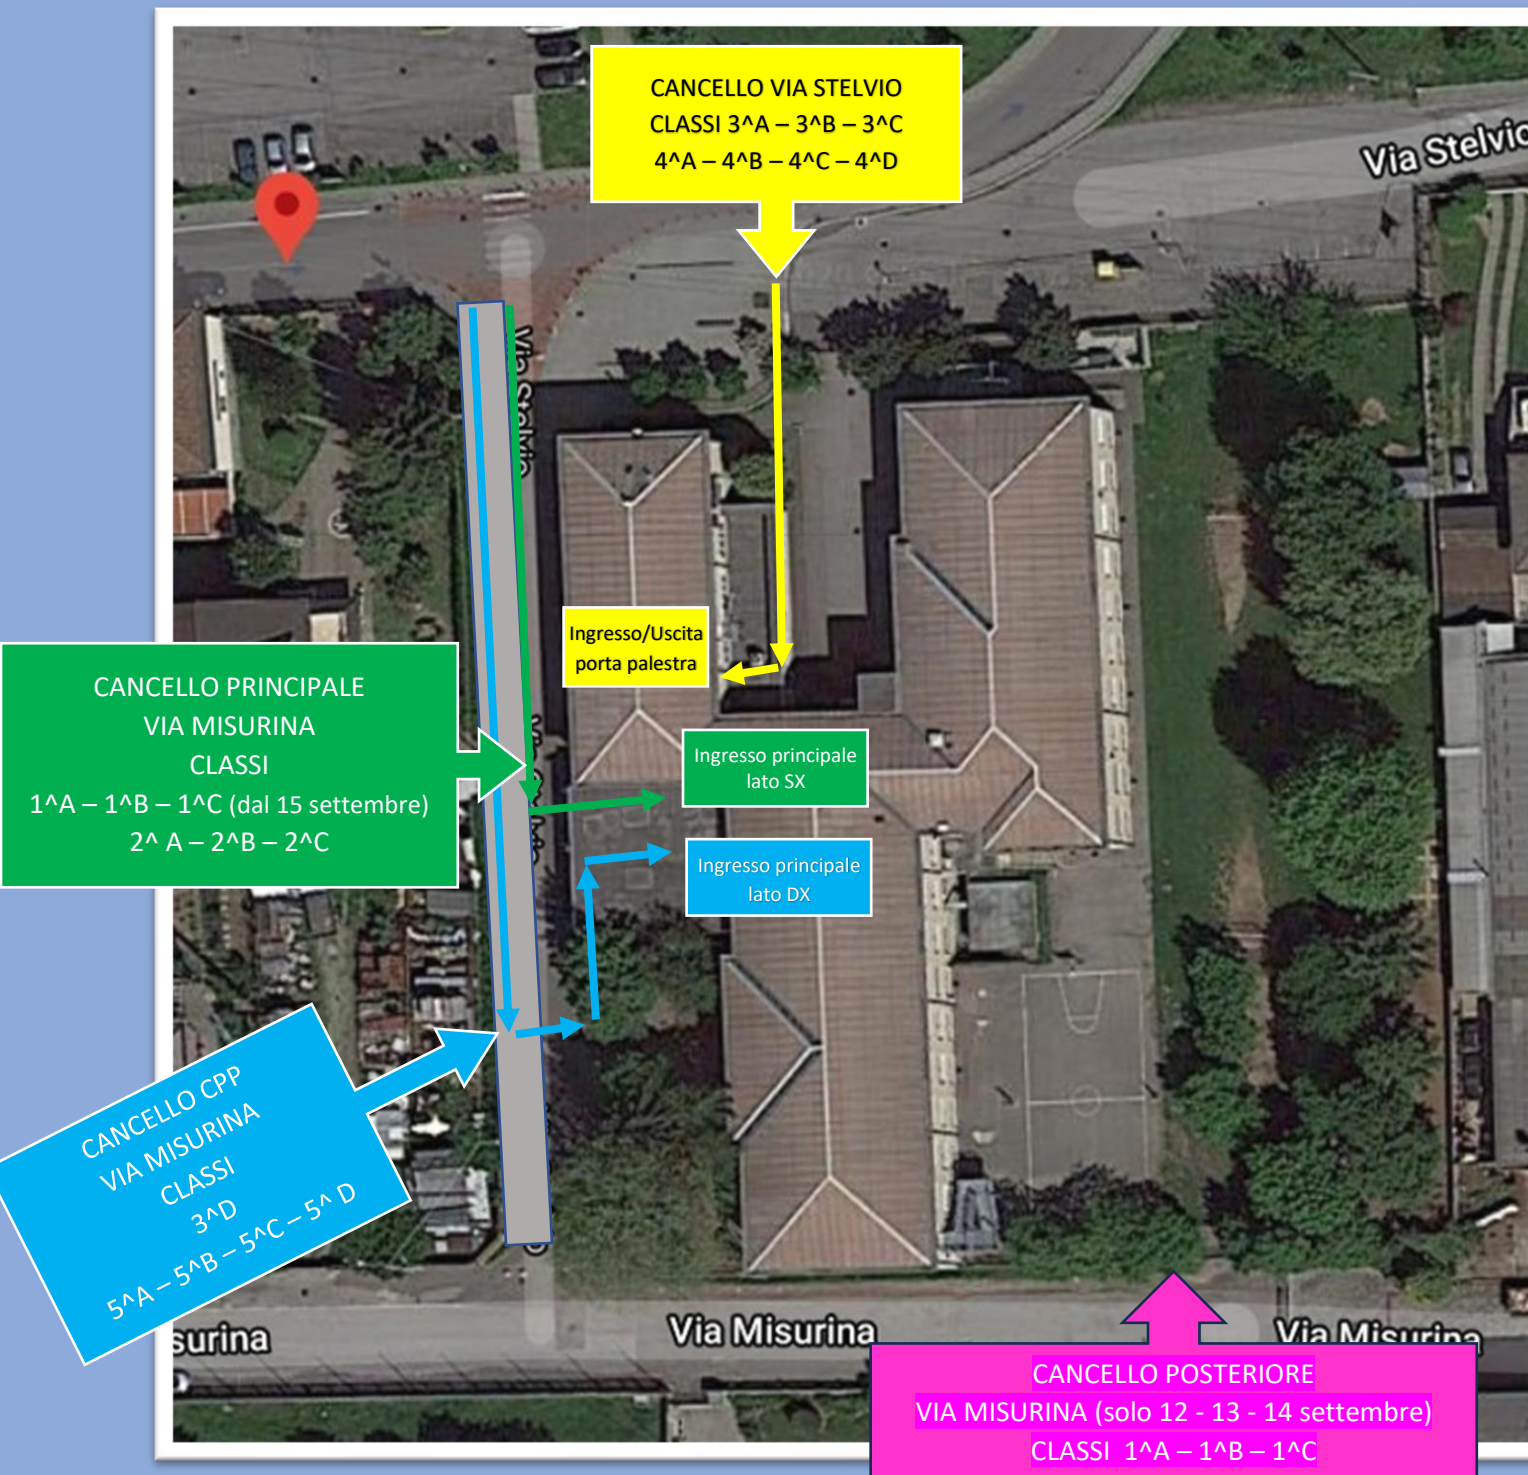 CANCELLO VIA STELVIO
CLASSI 3^A – 3^B – 3^C
4^A – 4^B – 4^C – 4^D
Via Stelvio
Via Stelvio
Ingresso/Uscita
porta palestra
CANCELLO PRINCIPALE
VIA MISURINA
CLASSI
1^A – 1^B – 1^C (dal 15 settembre)
2^ A – 2^B – 2^C
Ingresso principale
lato SX
Ingresso principale
lato DX
CANCELLO CPP
VIA MISURINA
CLASSI
3^D
5^A – 5^B – 5^C – 5^ D
surina
Via Misurina
Via Misurina
CANCELLO POSTERIORE
VIA MISURINA (solo 12 - 13 - 14 settembre)
CLASSI  1^A – 1^B – 1^C